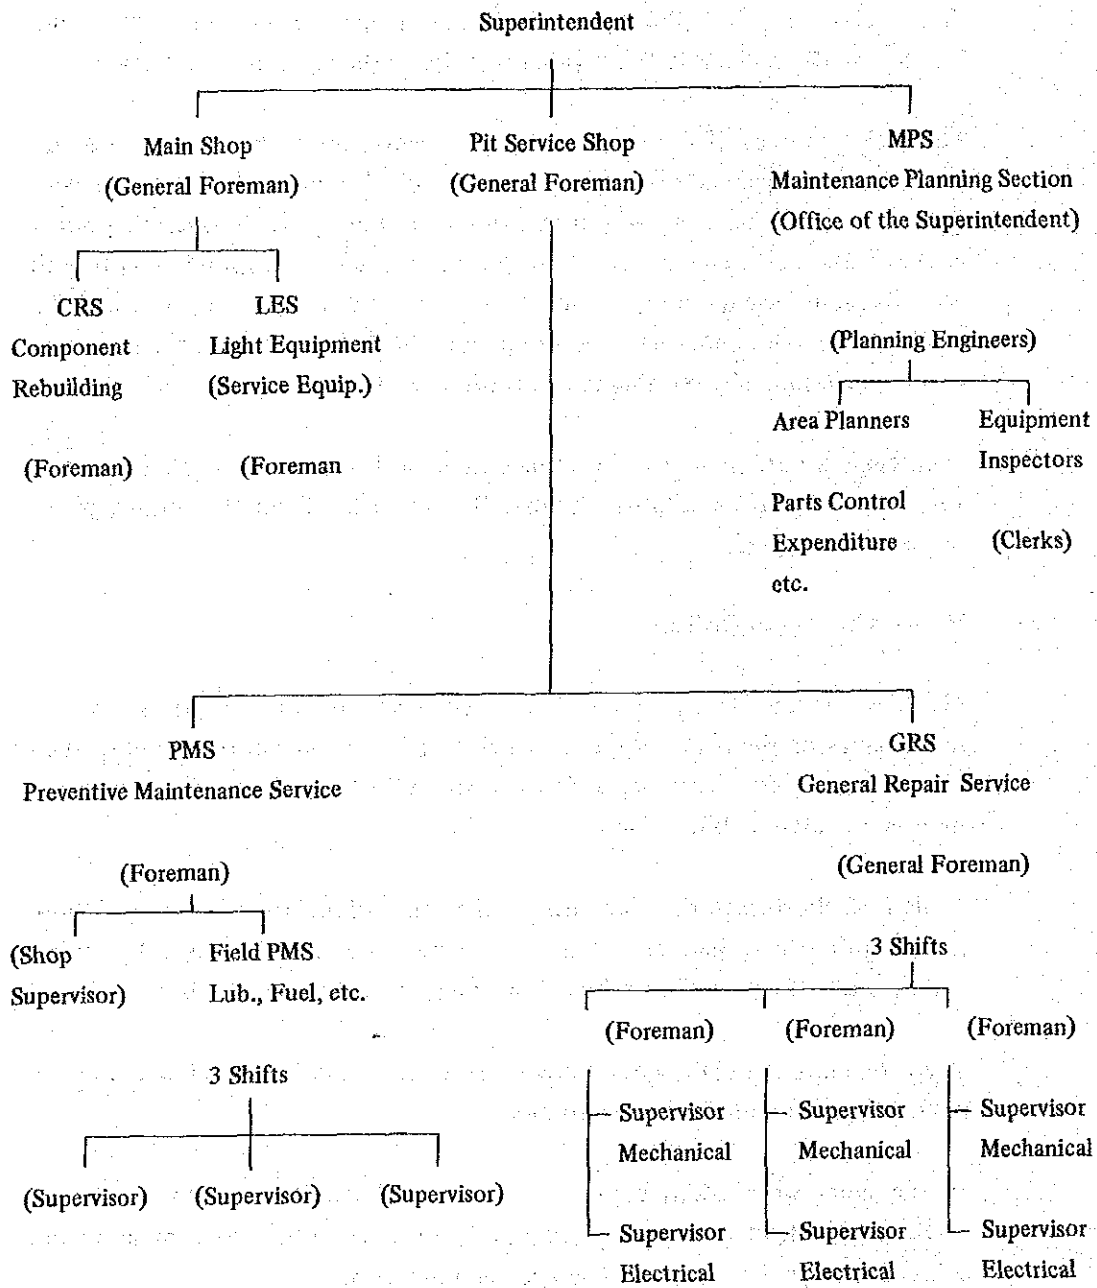 Superintendent
Main Shop
(General Foreman)
Pit Service Shop
(General Foreman)
MPS
Maintenance Planning Section
(Office of the Superintendent)
CRS
Component
Rebuilding
(Foreman)
LES
Light Equipment
(Service Equip.)
(Foreman
(Planning Engineers)
Area Planners
Parts Control
Expenditure
etc.
Equipment
Inspectors
(Clerks)
PMS
Preventive Maintenance Service
(Foreman)
(Shop
Supervisor)
Field PMS
Lub., Fuel, etc.
3 Shifts
(Supervisor)
(Supervisor)
(Supervisor)
GRS
General Repair Service
(General Foreman)
3 Shifts
(Foreman)
Supervisor
Mechanical
Supervisor
Electrical
(Foreman)
Supervisor
Mechanical
Supervisor
Electrical
(Foreman)
Supervisor
Mechanical
Supervisor
Electrical